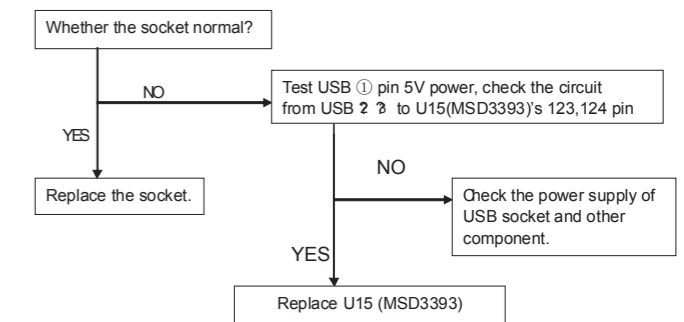 Whether the socket normal?
NO
Test USB ① pin 5V power, check the circuit
from USB 2 3 to U15(MSD3393)'s 123,124 pin
YES
Replace the socket.
NO
Check the power supply of
USB socket and other
component.
YES
Replace U15 (MSD3393)